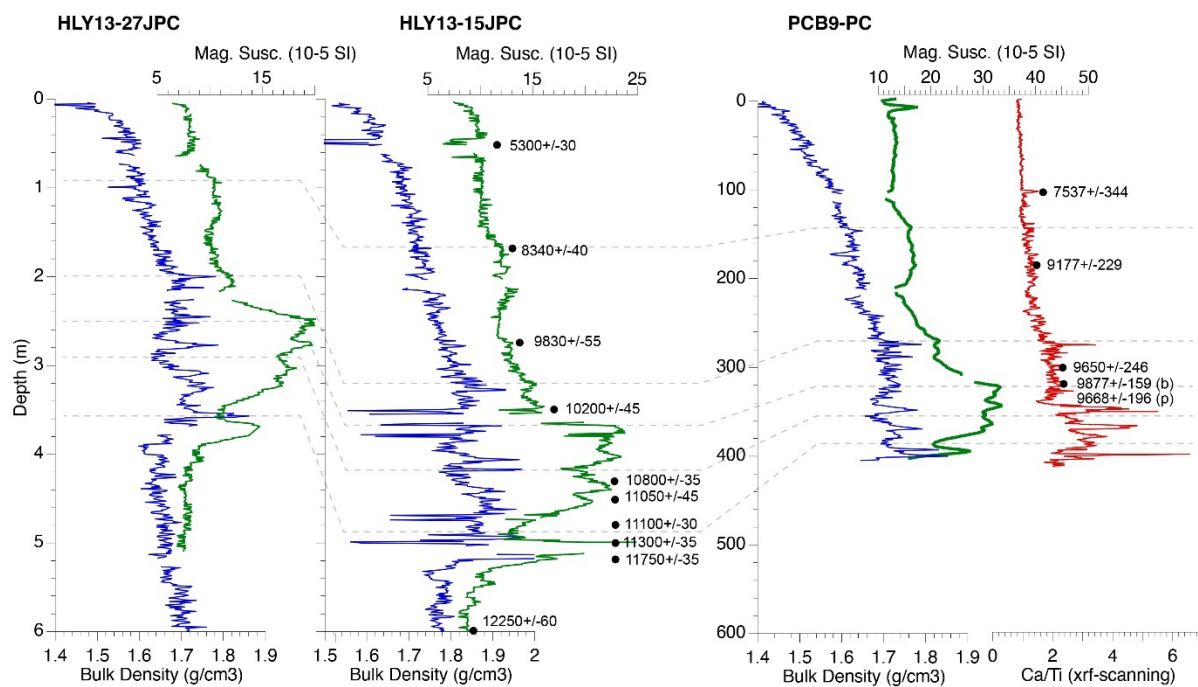 HLY13-27JPC
HLY13-15JPC
PCB9-PC
Mag. Susc. (10-5 SI)
Mag. Susc. (10-5 SI)
Mag. Susc. (10-5 SI)
5 15
5 10 15 20 25
10 20 30 40 50
Depth (m)
0
1
2
3
4
5
6
5300+/-30
8340+/-40
9830+/-55
10200+/-45
10800+/-35
11050+/-45
11100+/-30
11300+/-35
11750+/-35
12250+/-60
0
100
200
300
400
500
600
7537+/-344
9177+/-229
9650+/-246
9877+/-159 (b)
9668+/-196 (p)
1.4 1.5 1.6 1.7 1.8 1.9
1.5 1.6 1.7 1.8 1.9 2
1.4 1.5 1.6 1.7 1.8 1.9
0 2 4 6
Bulk Density (g/cm3)
Bulk Density (g/cm3)
Bulk Density (g/cm3)
Ca/Ti (xrf-scanning)